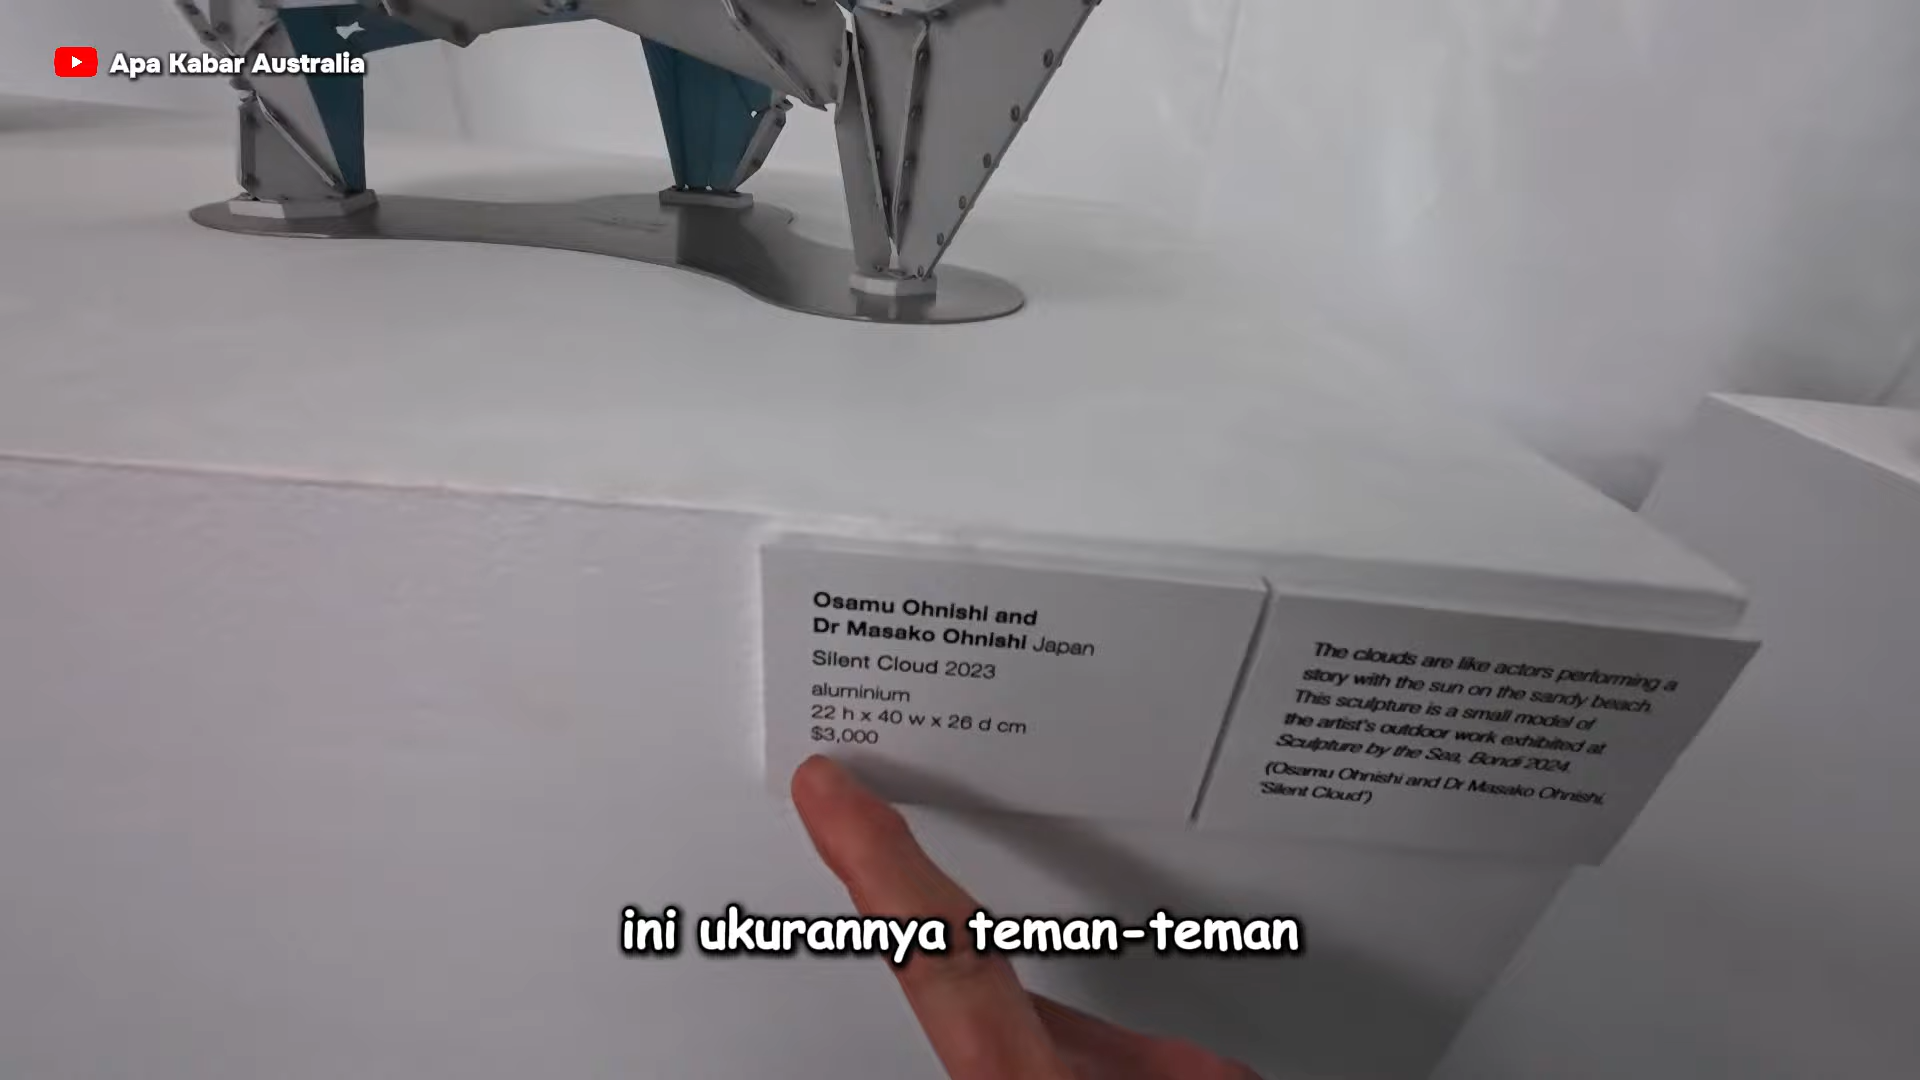 Apa Kabar Australia
Osamu Ohnishi and
Dr Masako Ohnishi Japan
Silent Cloud 2023
aluminium
22 h x 40 w x 26 d cm
$3,000
The clouds are like actors performing a
story with the sun on the sandy beach.
This sculpture is a small model of
the artist's outdoor work exhibited at
Sculpture by the Sea, Bondi 2024.
(Osamu Ohnishi and Dr Masako Ohnishi,
'Silent Cloud')
ini ukurannya teman-teman